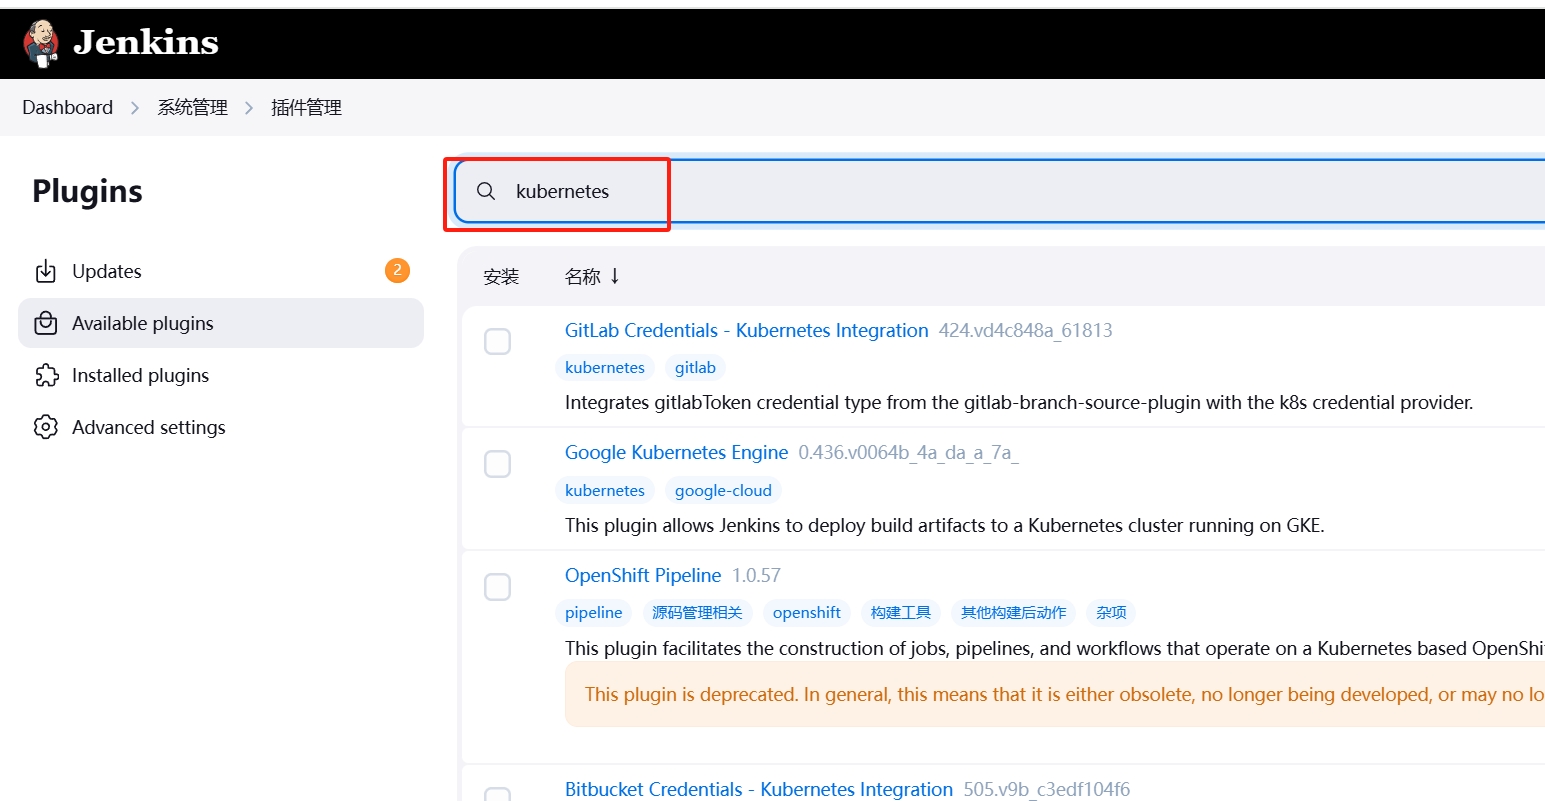 Jenkins
Dashboard > 系统管理 > 插件管理
Plugins
kubernetes
Updates 2
Available plugins
Installed plugins
Advanced settings
安装 名称 ↓
GitLab Credentials - Kubernetes Integration 424.vd4c848a_61813
kubernetes gitlab
Integrates gitlabToken credential type from the gitlab-branch-source-plugin with the k8s credential provider.
Google Kubernetes Engine 0.436.v0064b_4a_da_a_7a_
kubernetes google-cloud
This plugin allows Jenkins to deploy build artifacts to a Kubernetes cluster running on GKE.
OpenShift Pipeline 1.0.57
pipeline 源码管理相关 openshift 构建工具 其他构建后动作 杂项
This plugin facilitates the construction of jobs, pipelines, and workflows that operate on a Kubernetes based OpenShi
This plugin is deprecated. In general, this means that it is either obsolete, no longer being developed, or may no lo
Bitbucket Credentials - Kubernetes Integration 505.v9b_c3edf104f6